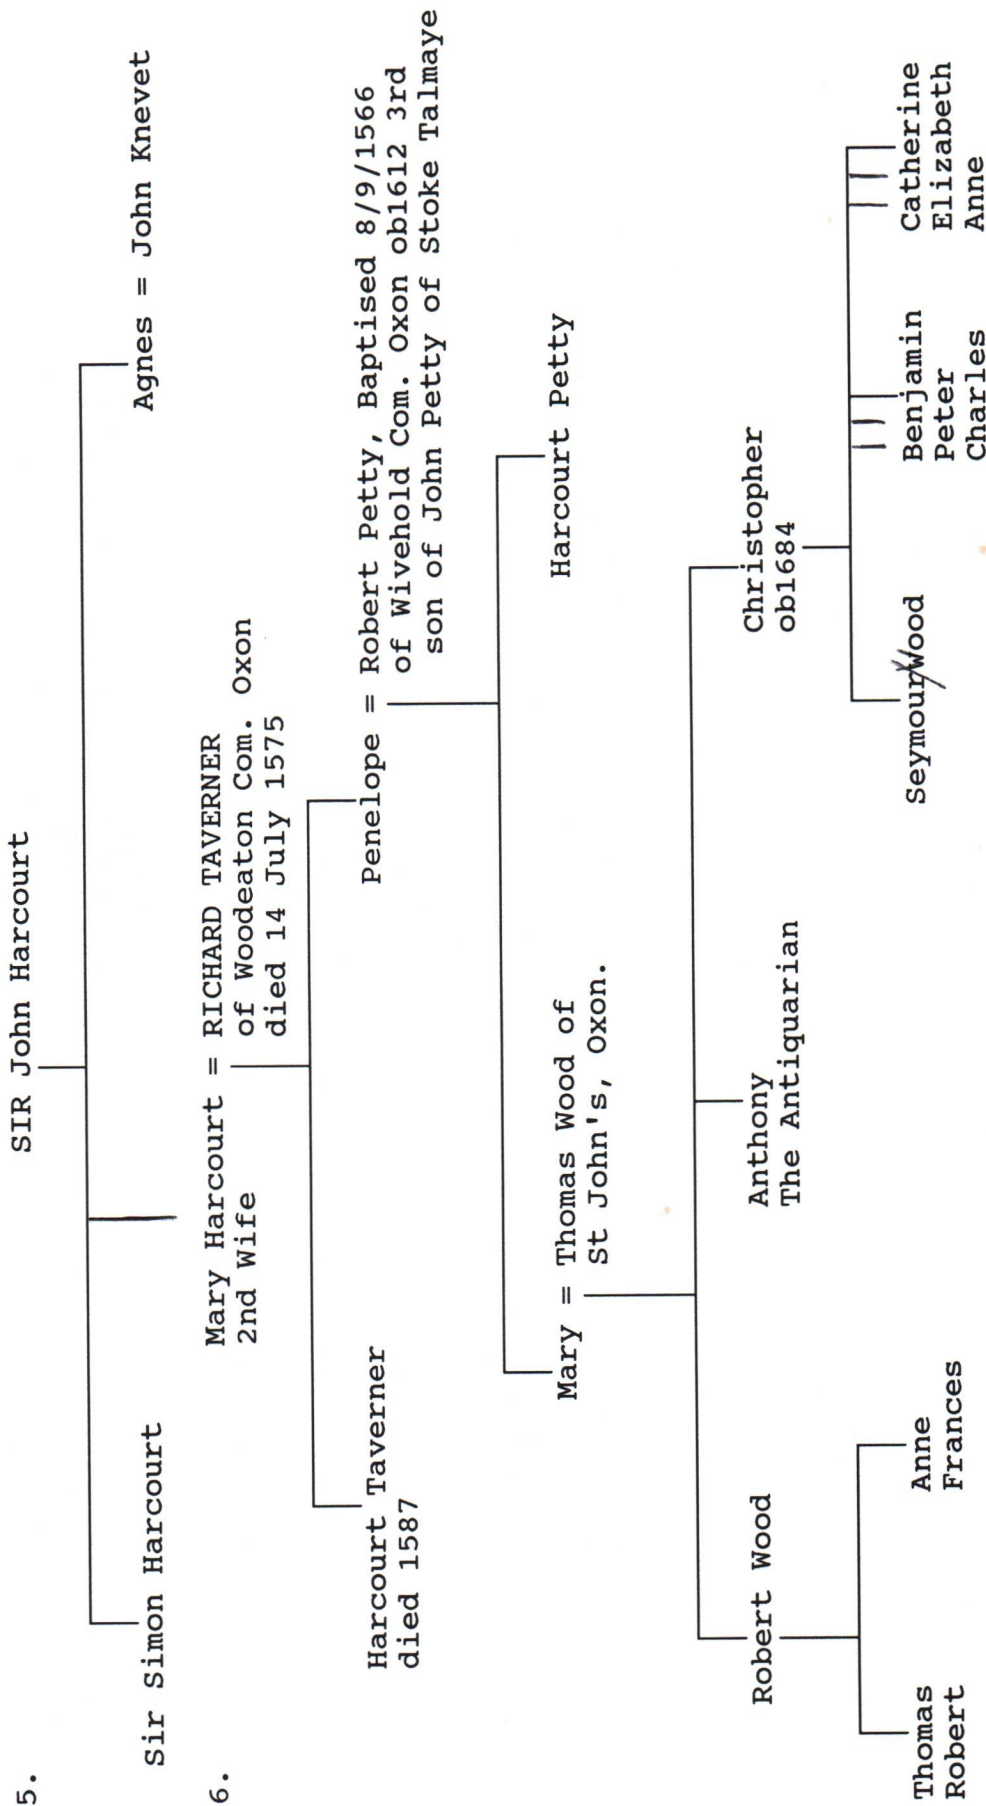 5.
SIR John Harcourt
Sir Simon Harcourt
Agnes = John Knevet
6.
Mary Harcourt = RICHARD TAVERNER
2nd Wife
of Woodeaton Com. Oxon
died 14 July 1575
Harcourt Taverner
died 1587
Penelope = Robert Petty, Baptised 8/9/1566
of Wivehold Com. Oxon ob1612 3rd
son of John Petty of Stoke Talmaye
Mary = Thomas Wood of
St John's, Oxon.
Harcourt Petty
Robert Wood
Anthony
The Antiquarian
Christopher
ob1684
Thomas
Robert
Anne
Frances
Seymour/Wood
Benjamin
Peter
Charles
Catherine
Elizabeth
Anne